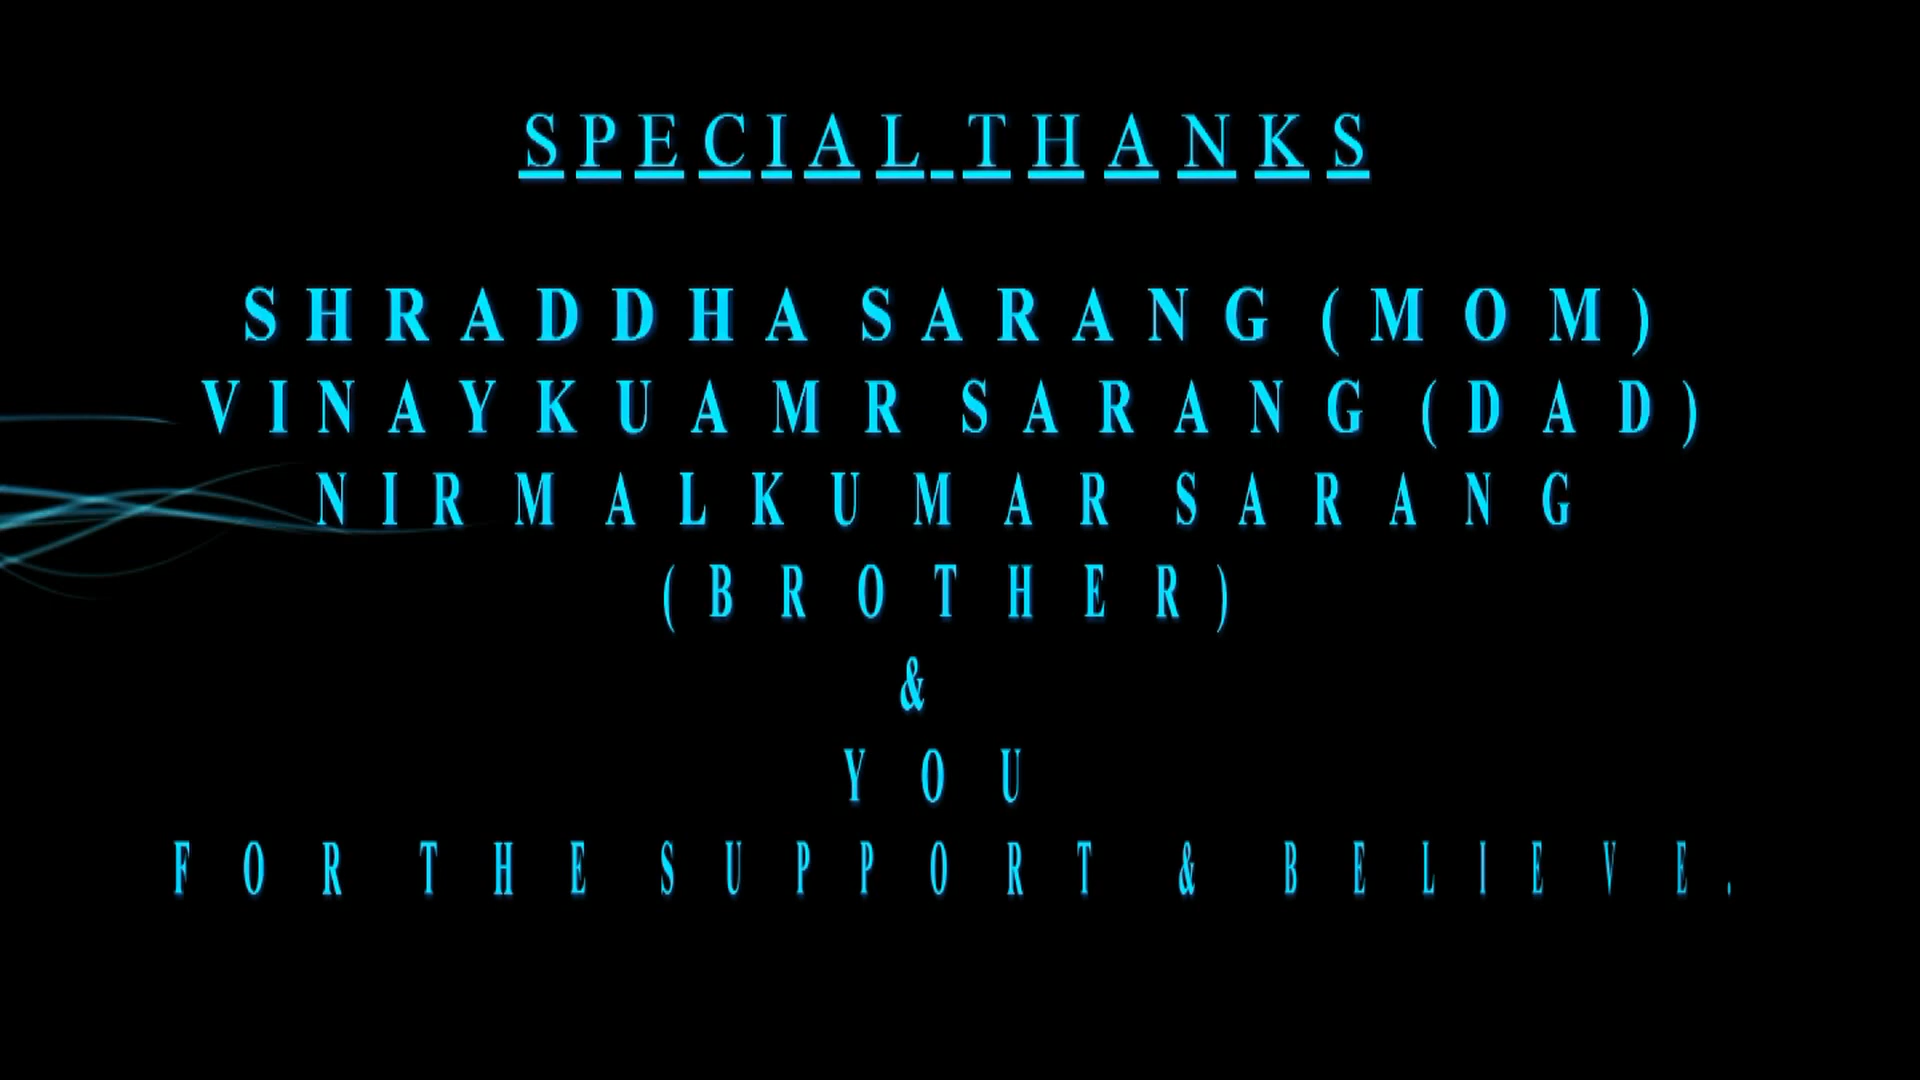 SPECIAL THANKS
SHRADDHA SARANG (MOM)
VINAYKUAMR SARANG (DAD)
NIRMALKUMAR SARANG
(BROTHER)
&
YOU
FOR THE SUPPORT & BELIEVE.